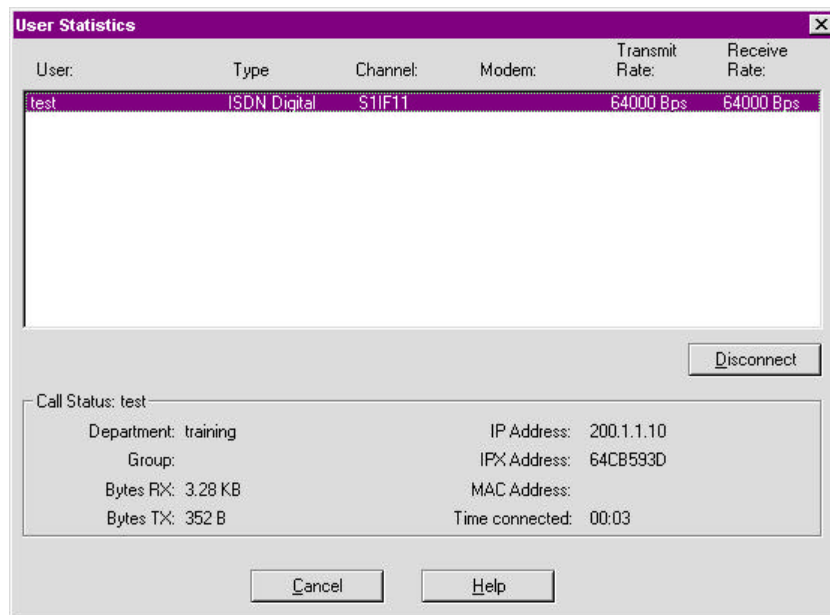 User Statistics
User: Type Channel: Modem: Transmit Rate: Receive Rate:
test ISDN Digital S1IF11 64000 Bps 64000 Bps
Disconnect
Call Status: test
Department: training IP Address: 200.1.1.10
Group: IPX Address: 64CB593D
Bytes RX: 3.28 KB MAC Address:
Bytes TX: 352 B Time connected: 00:03
Cancel Help